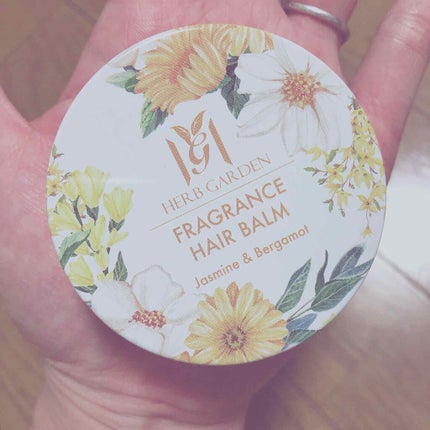 HERB GARDEN
FRAGRANCE
HAIR BALM
Jasmine & Bergamot